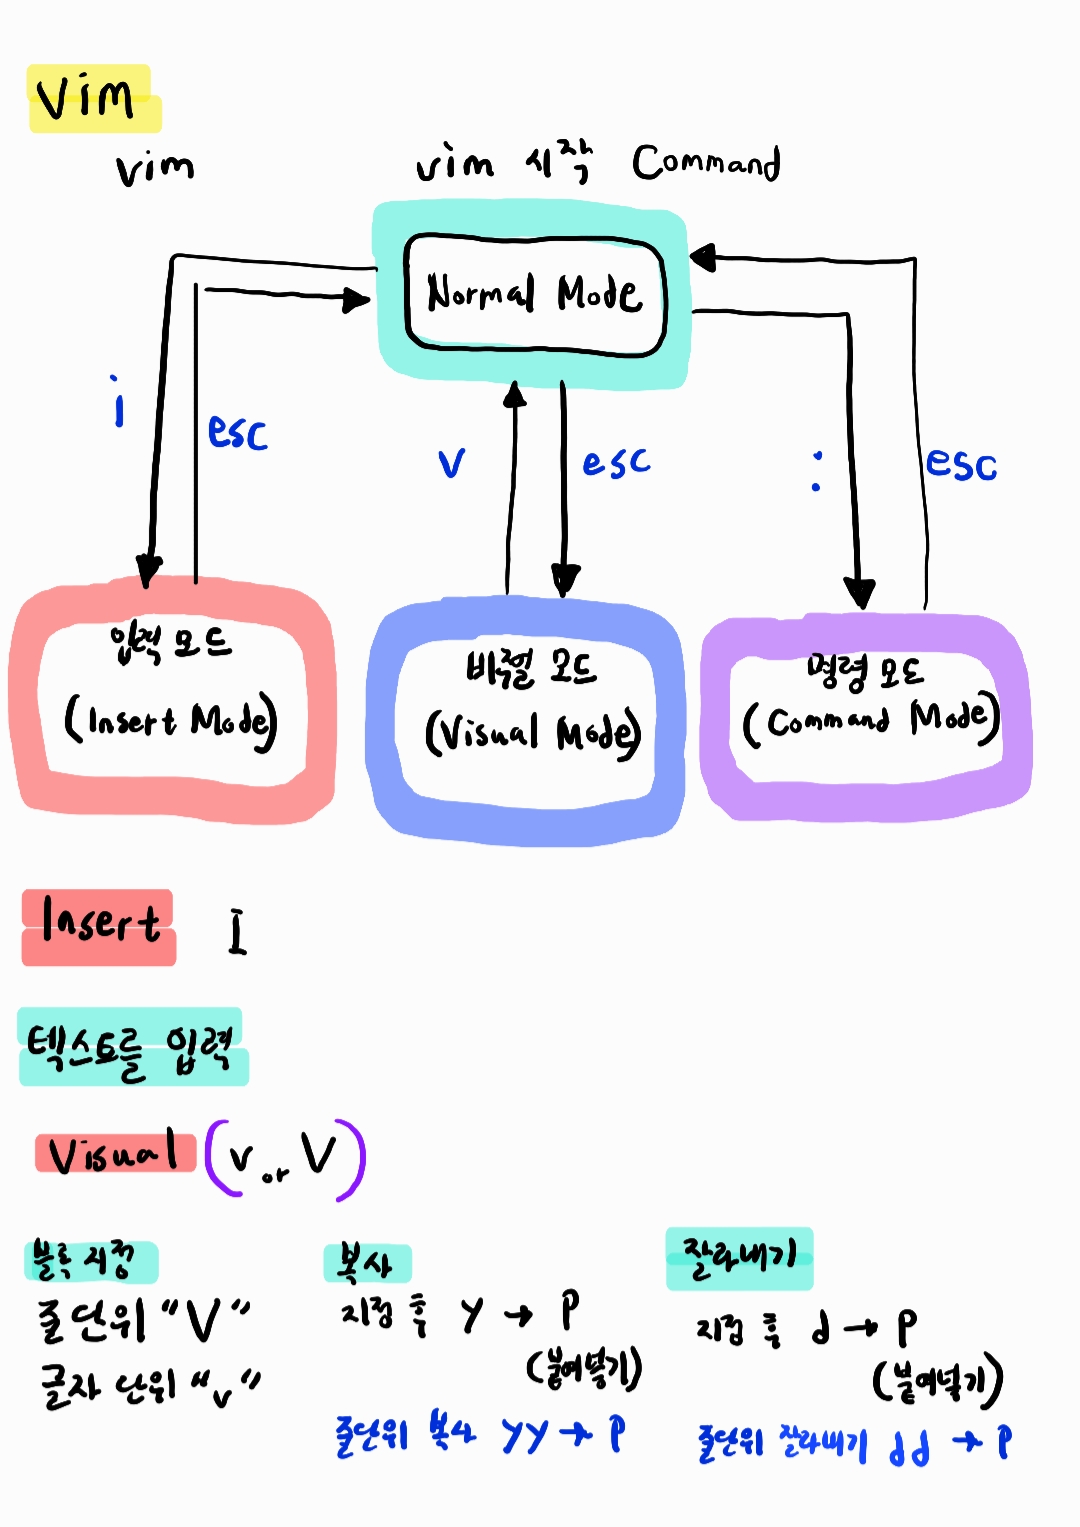 vim
vim
vim 시작 Command
Normal Mode
i
esc
v
esc
:
esc
입력 모드
(Insert Mode)
비쥬얼 모드
(Visual Mode)
명령 모드
(Command Mode)
Insert I
텍스트를 입력
Visual (v or V)
블록 지정
줄단위 "V"
글자 단위 "v"
복사
지정 후 y → p
(붙여넣기)
줄단위 복사 yy → p
잘라내기
지정 후 d → p
(붙여넣기)
줄단위 잘라내기 dd → p